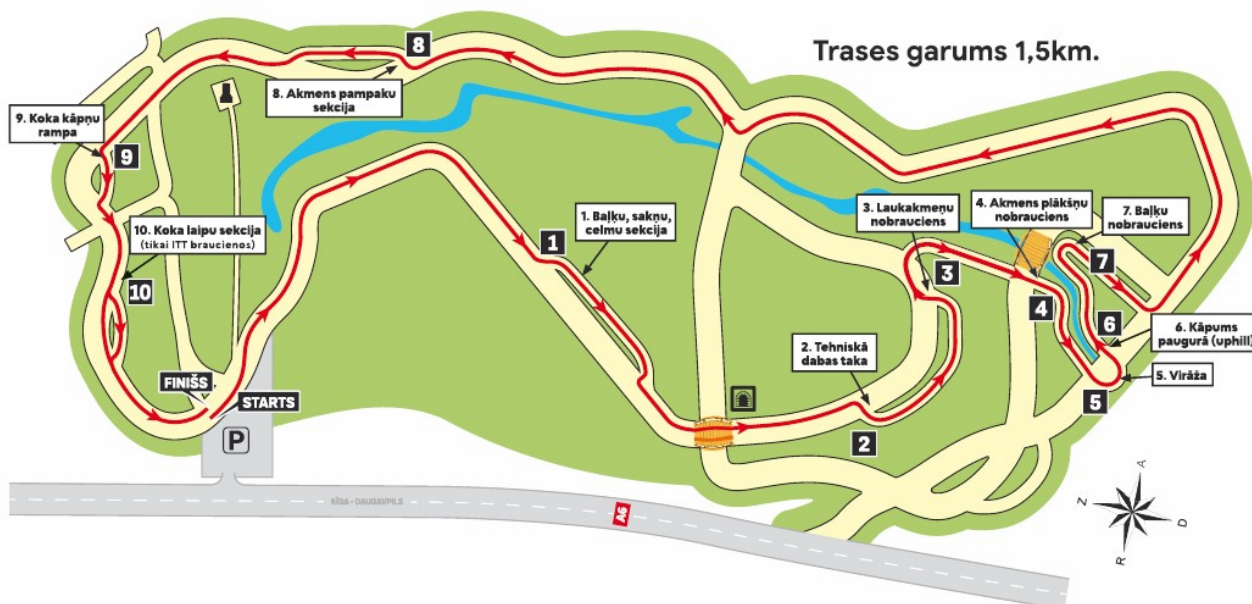 Trases garums 1,5km.
8
8. Akmens pampaku
sekcija
9. Koka kāpņu
rampa
9
10. Koka laipu sekcija
(tikai ITT braucienos)
10
1
1. Baļķu, sakņu,
celmu sekcija
3. Laukakmeņu
nobrauciens
4. Akmens plākšņu
nobrauciens
7. Baļķu
nobrauciens
3
7
4
6
6. Kāpums
paugurā (uphill)
5. Virāža
5
2. Tehniskā
dabas taka
2
FINIŠS
STARTS
P
RĪGA - DAUGAVPILS
A6
A
Z
D
R